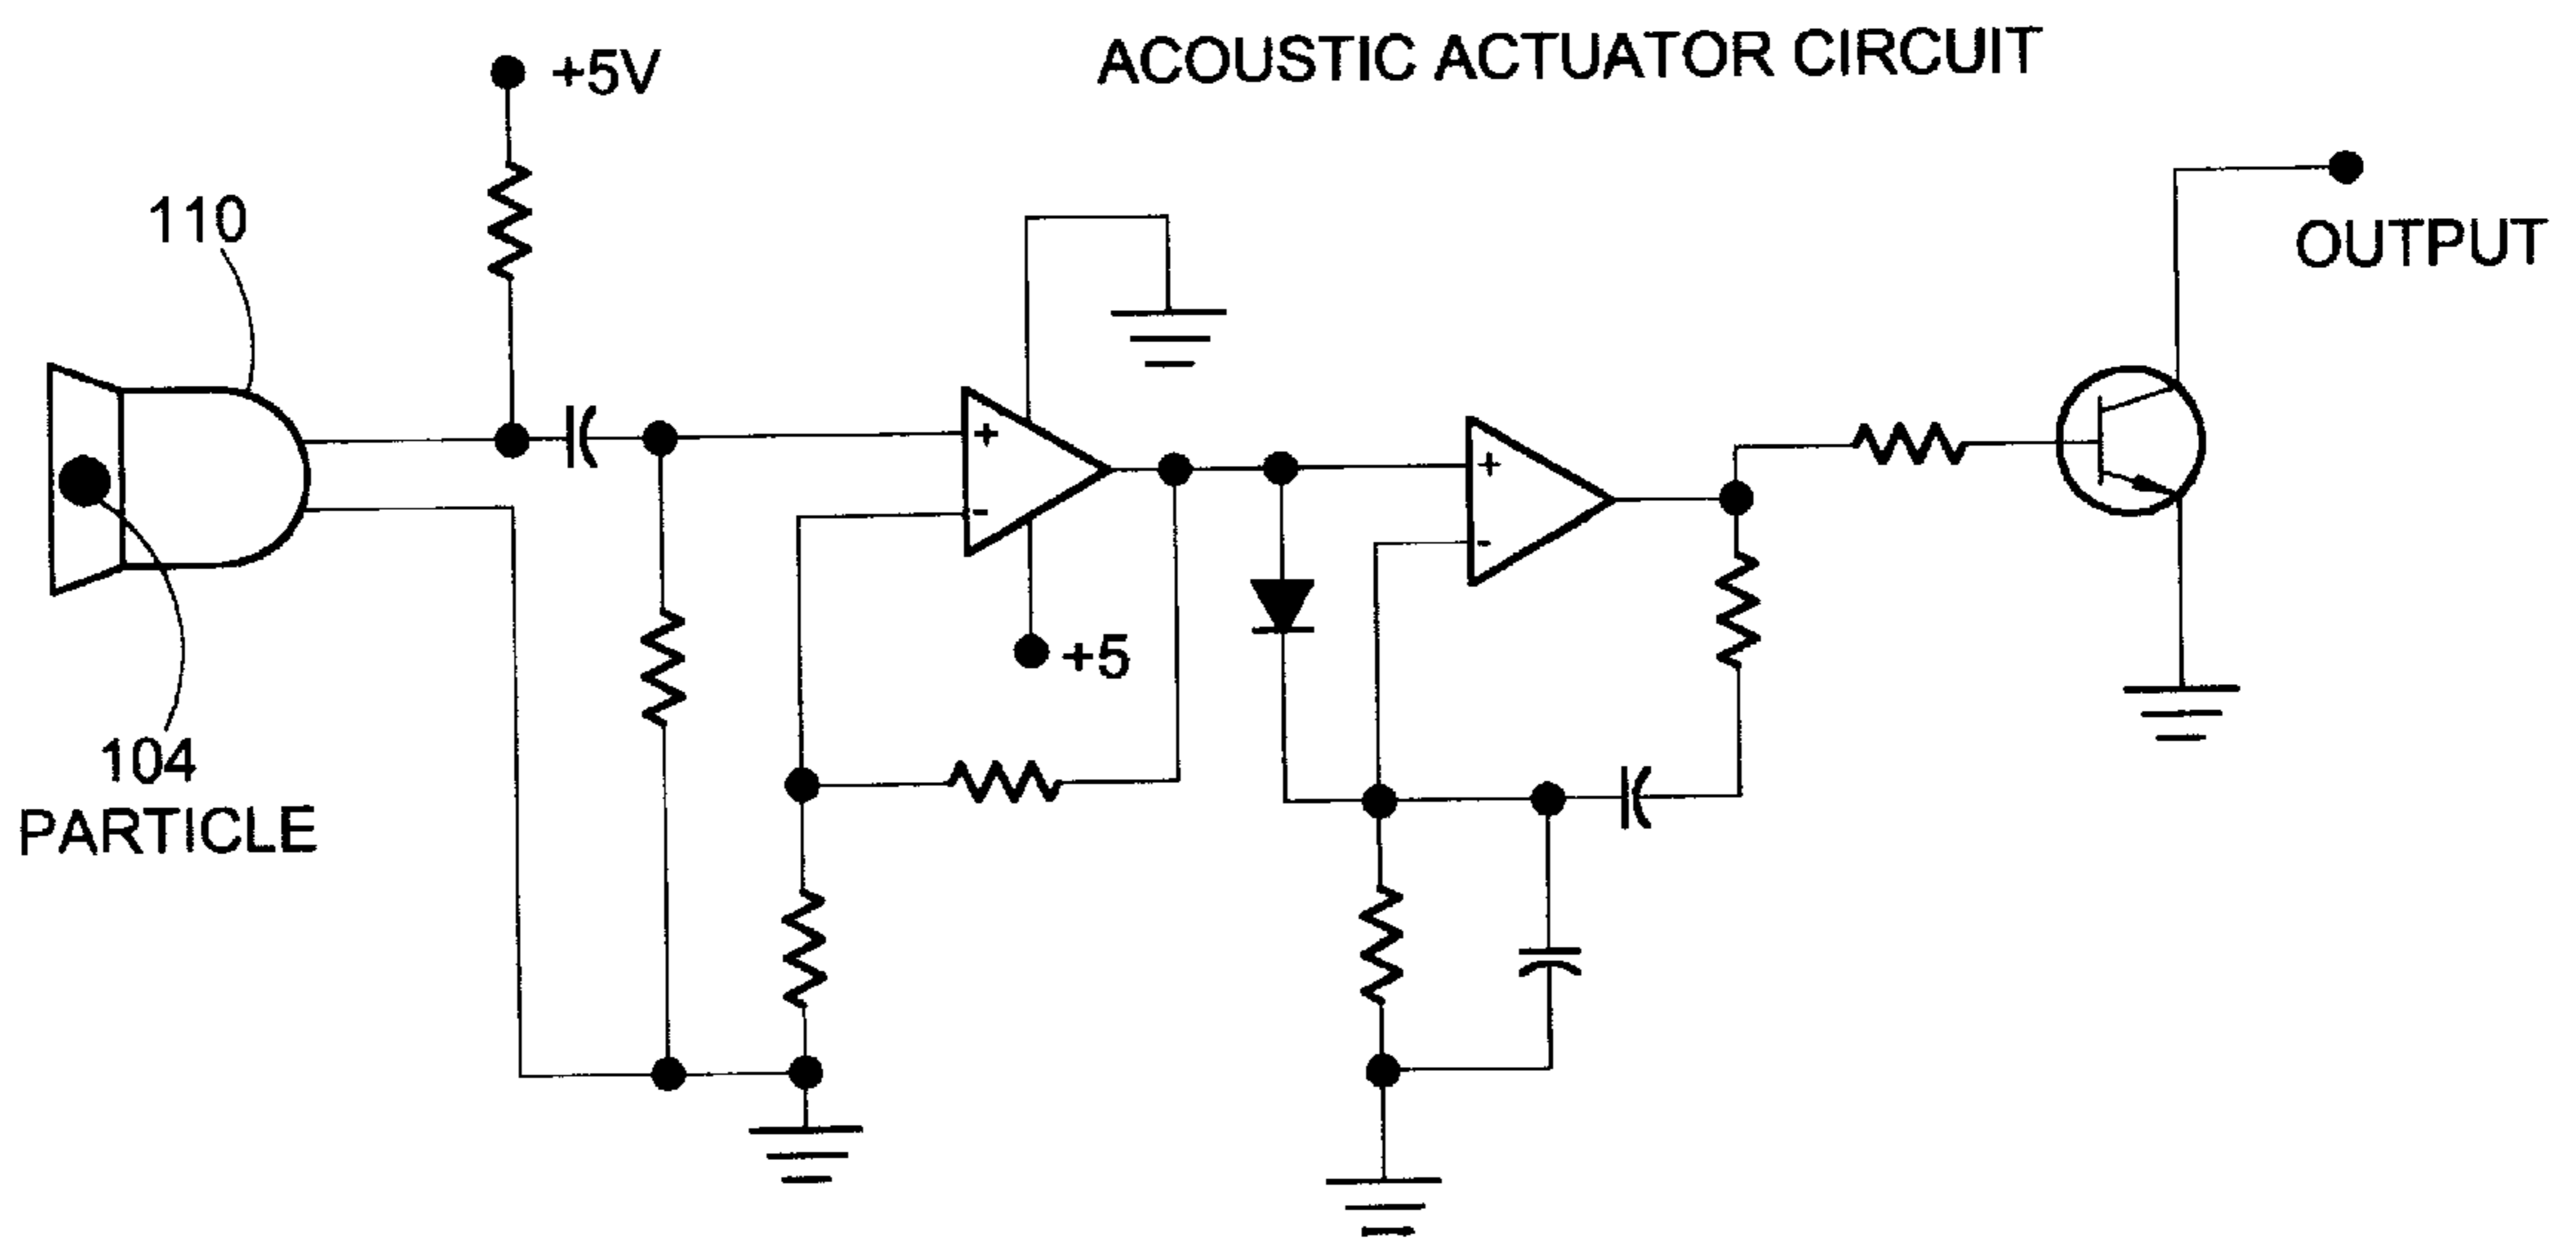 ACOUSTIC ACTUATOR CIRCUIT
+5V
110
OUTPUT
+
-
+5
+
-
104
PARTICLE